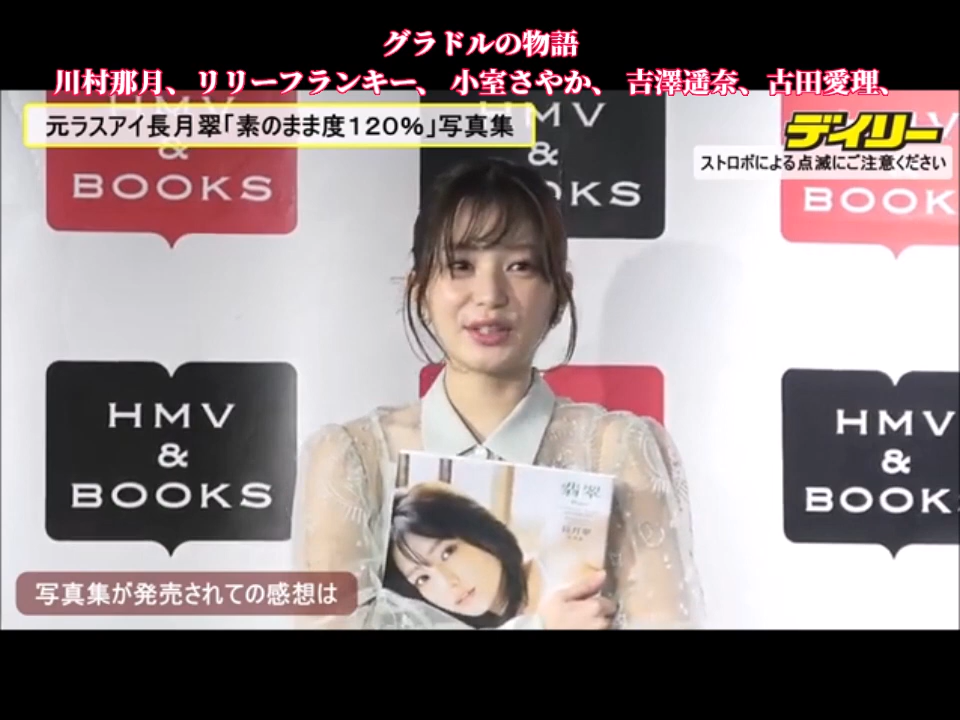 グラドルの物語
川村那月、リリーフランキー、 小室さやか、 吉澤遥奈、古田愛理、
元ラスアイ長月翠「素のまま度120%」写真集
デイリー
ストロボによる点滅にご注意ください
&
BOOKS
HMV
&
BOOKS
BOOK
HMV
&
BOOKS
HMV
&
BOOK
翡翠
長月翠
写真集が発売されての感想は